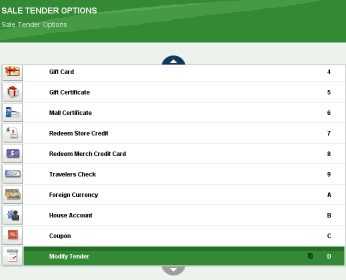 SALE TENDER OPTIONS
Sale Tender Options
Gift Card 4
Gift Certificate 5
Mall Certificate 6
Redeem Store Credit 7
Redeem Merch Credit Card 8
Travelers Check 9
Foreign Currency A
House Account B
Coupon C
Modify Tender D